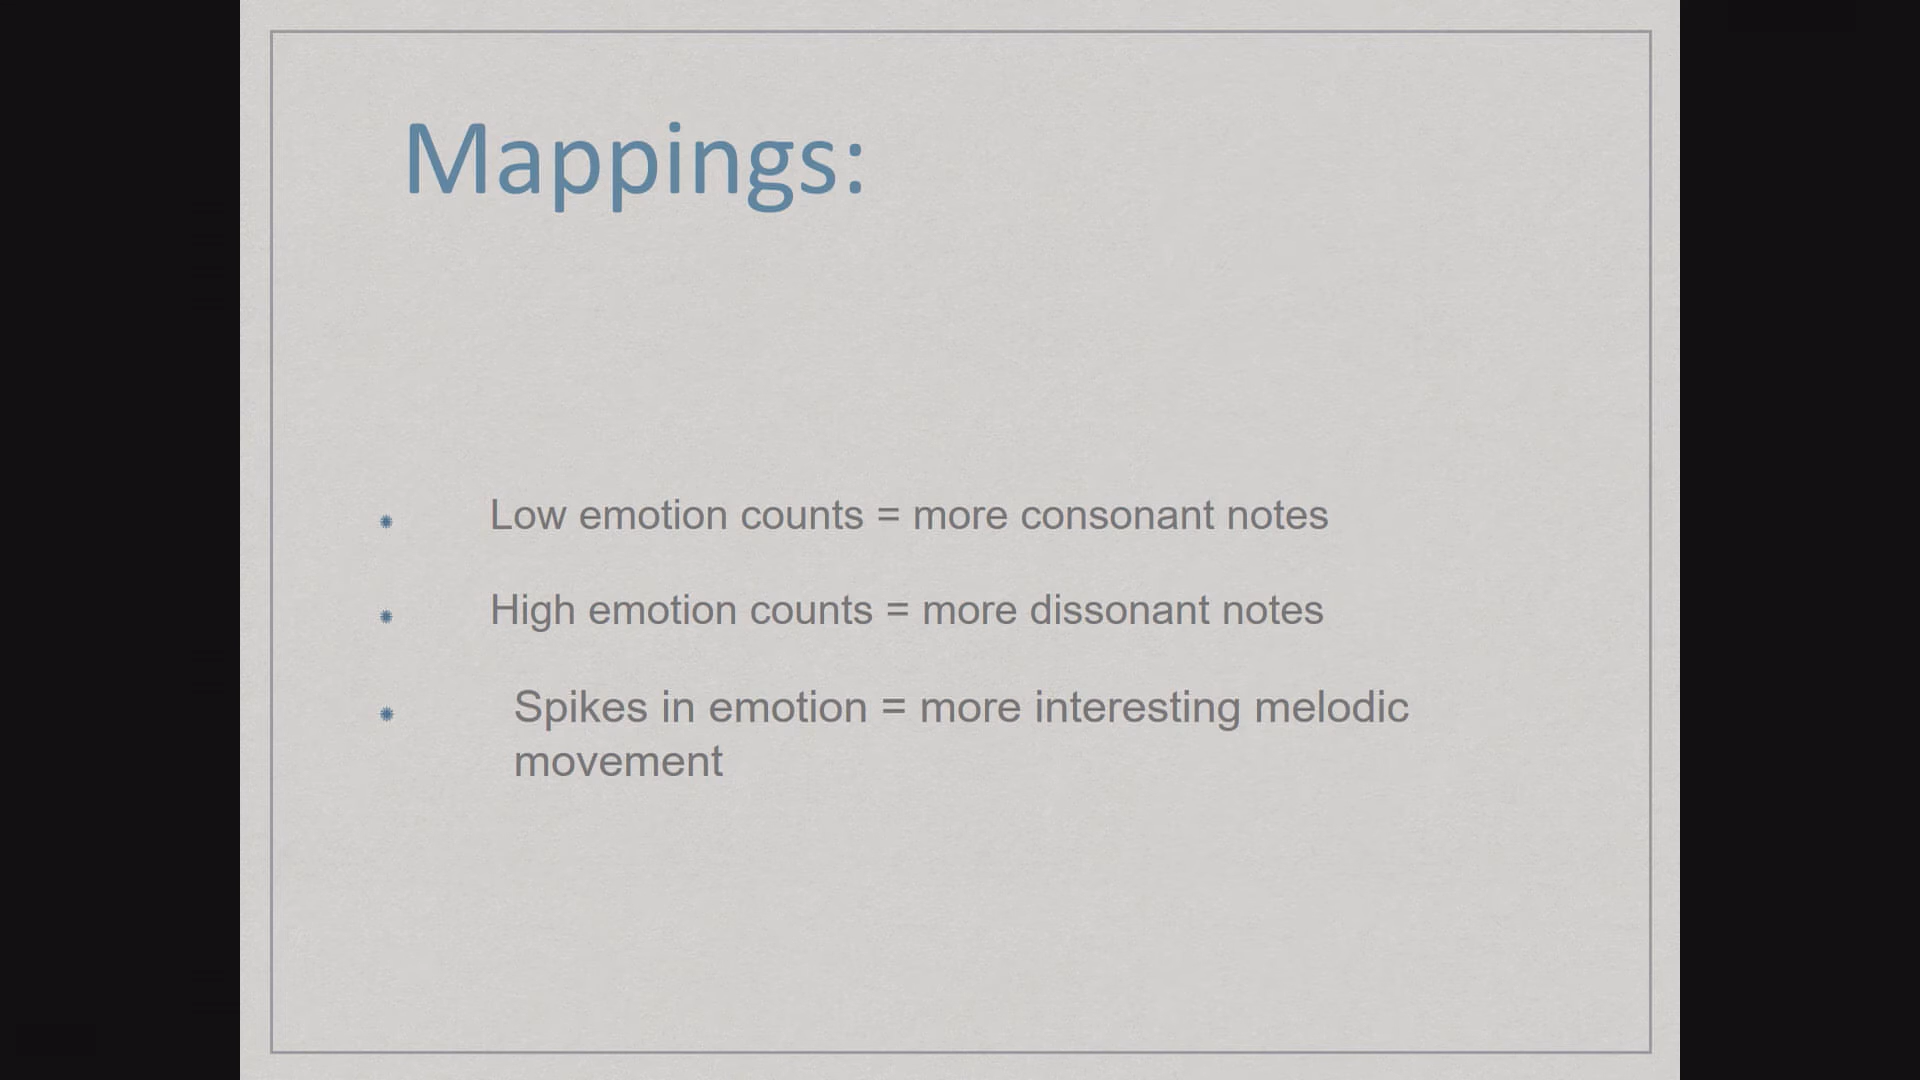 Mappings:
Low emotion counts = more consonant notes
High emotion counts = more dissonant notes
Spikes in emotion = more interesting melodic
movement